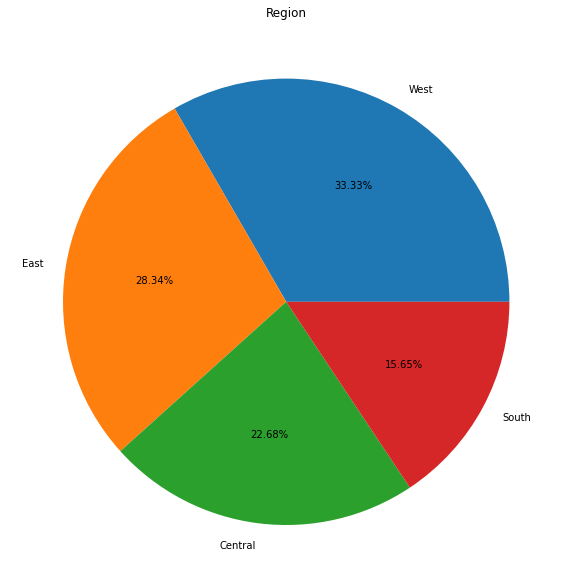 Region
West
33.33%
East
28.34%
15.65%
South
22.68%
Central